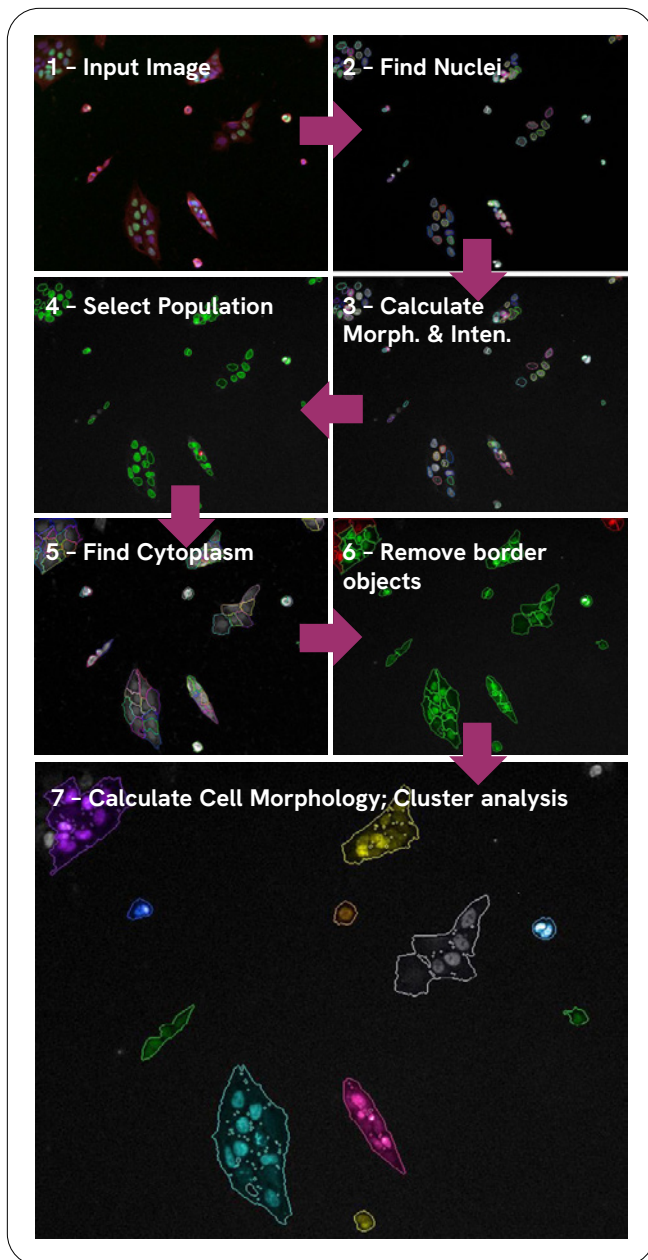 1 – Input Image
2 – Find Nuclei
3 – Calculate
Morph. & Inten.
4 – Select Population
5 – Find Cytoplasm
6 – Remove border
objects
7 – Calculate Cell Morphology; Cluster analysis